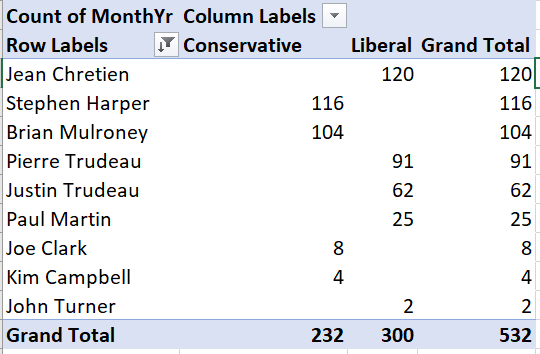 Count of MonthYr Column Labels
Row Labels Conservative Liberal Grand Total
Jean Chretien 120 120
Stephen Harper 116 116
Brian Mulroney 104 104
Pierre Trudeau 91 91
Justin Trudeau 62 62
Paul Martin 25 25
Joe Clark 8 8
Kim Campbell 4 4
John Turner 2 2
Grand Total 232 300 532